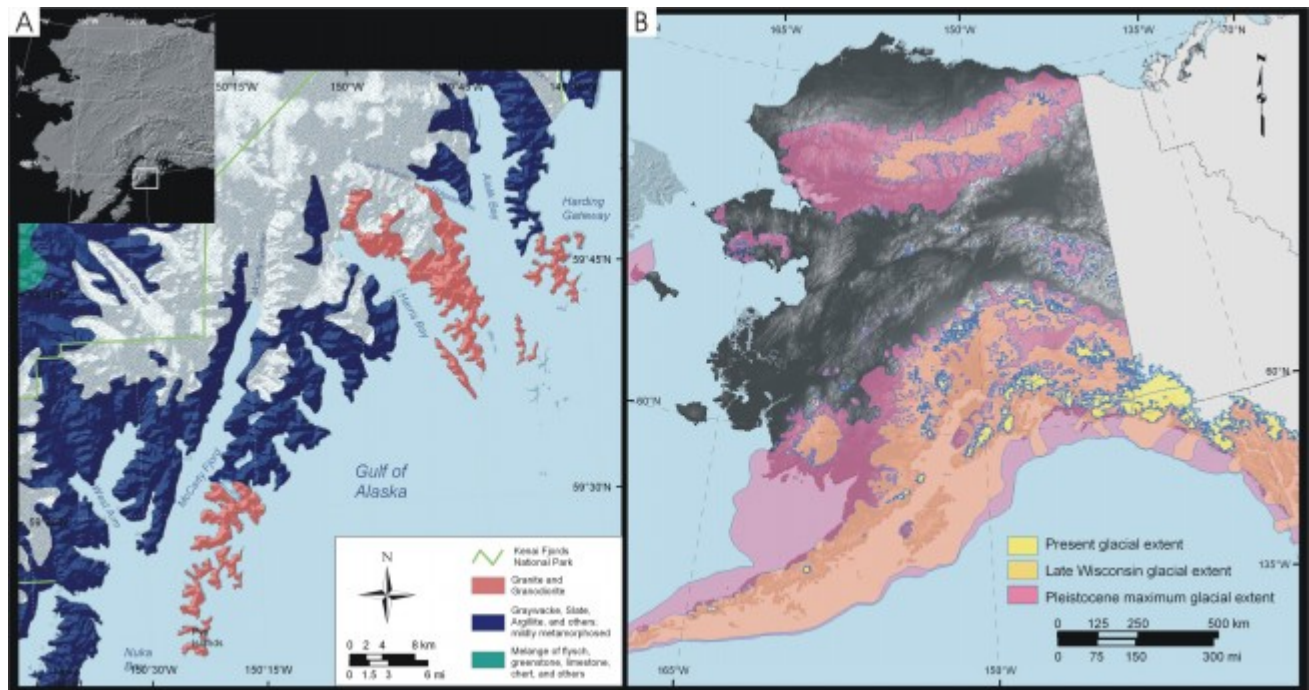 A
50°15'W
150°W
Aialik Bay
Harding
Gateway
59°45'N
Harris Bay
McCarty Fjord
West Arm
Gulf of
Alaska
59°30'N
Nuka
150°30'W
150°15'W
N
0 2 4 8 km
0 1.5 3 6 mi
Kenai Fjords
National Park
Granite and
Granodiorite
Graywacke, Slate,
Argillite, and others;
mildly metamorphosed
Melange of flysch,
greenstone, limestone,
chert, and others
B
165°W
150°W
135°W
170°N
N
60°N
60°N
Present glacial extent
Late Wisconsin glacial extent
Pleistocene maximum glacial extent
135°W
0 125 250 500 km
0 75 150 300 mi
165°W